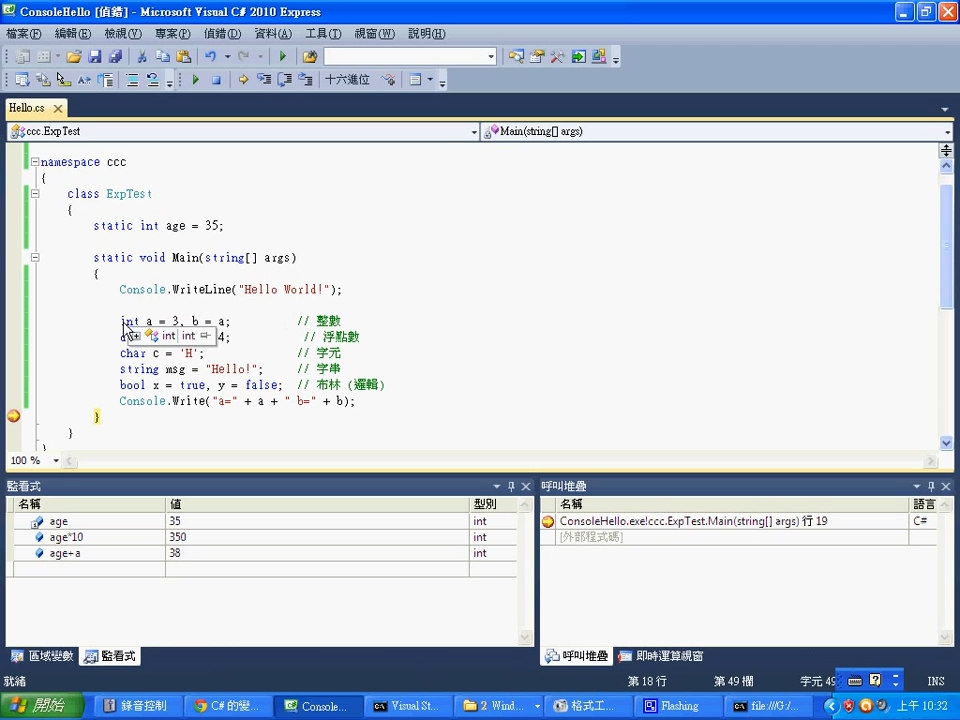 ConsoleHello [偵錯] - Microsoft Visual C# 2010 Express
檔案(F) 編輯(E) 檢視(V) 專案(P) 偵錯(D) 資料(A) 工具(T) 視窗(W) 說明(H)
十六進位
Hello.cs
ccc.ExpTest Main(string[] args)
namespace ccc
{
class ExpTest
{
static int age = 35;
static void Main(string[] args)
{
Console.WriteLine("Hello World!");
int a = 3, b = a; // 整數
int int 4; // 浮點數
char c = 'H'; // 字元
string msg = "Hello!"; // 字串
bool x = true, y = false; // 布林 (邏輯)
Console.Write("a=" + a + " b=" + b);
}
}
100 %
監看式 呼叫堆疊
名稱 值 型別 名稱 語言
age 35 int ConsoleHello.exe!ccc.ExpTest.Main(string[] args) 行 19 C#
age*10 350 int [外部程式碼]
age+a 38 int
區域變數 監看式 呼叫堆疊 即時運算視窗
就緒 第 18 行 第 49 欄 字元 49 INS
開始 錄音控制 C# 的變... Console... Visual St... 2 Wind... 格式工... Flashing file:///G:/... 上午 10:32